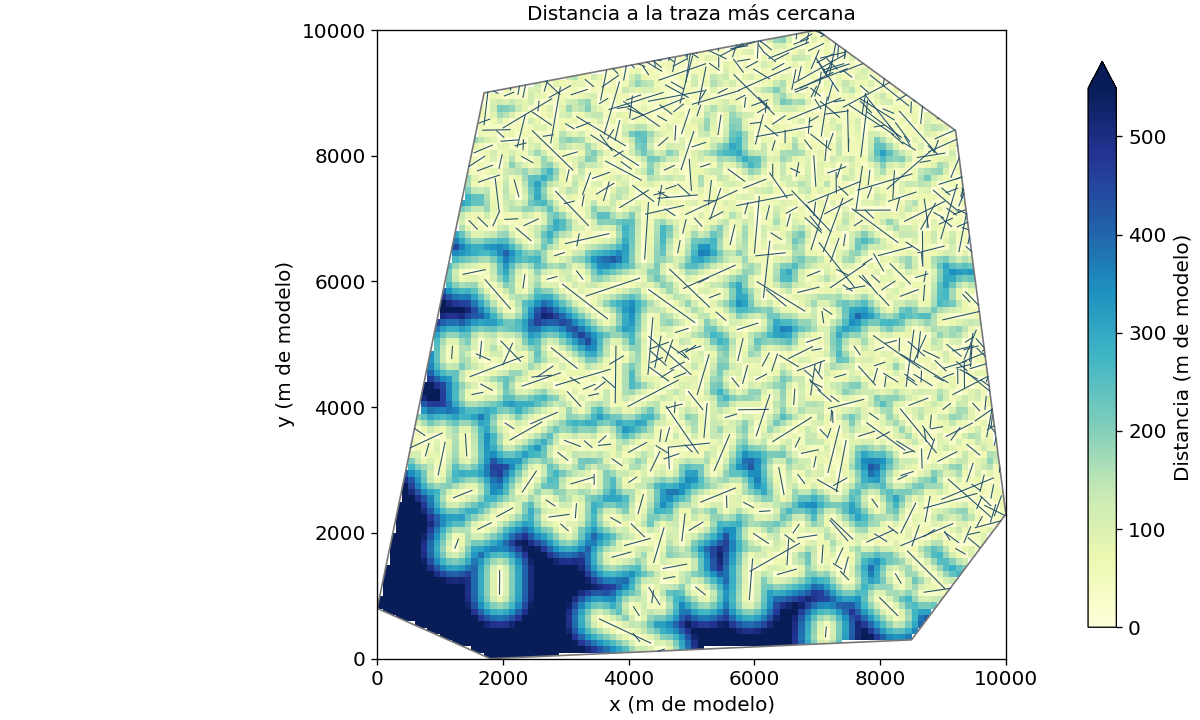 Distancia a la traza más cercana
10000
8000
6000
4000
2000
0
y (m de modelo)
0 2000 4000 6000 8000 10000
x (m de modelo)
500
400
300
200
100
0
Distancia (m de modelo)